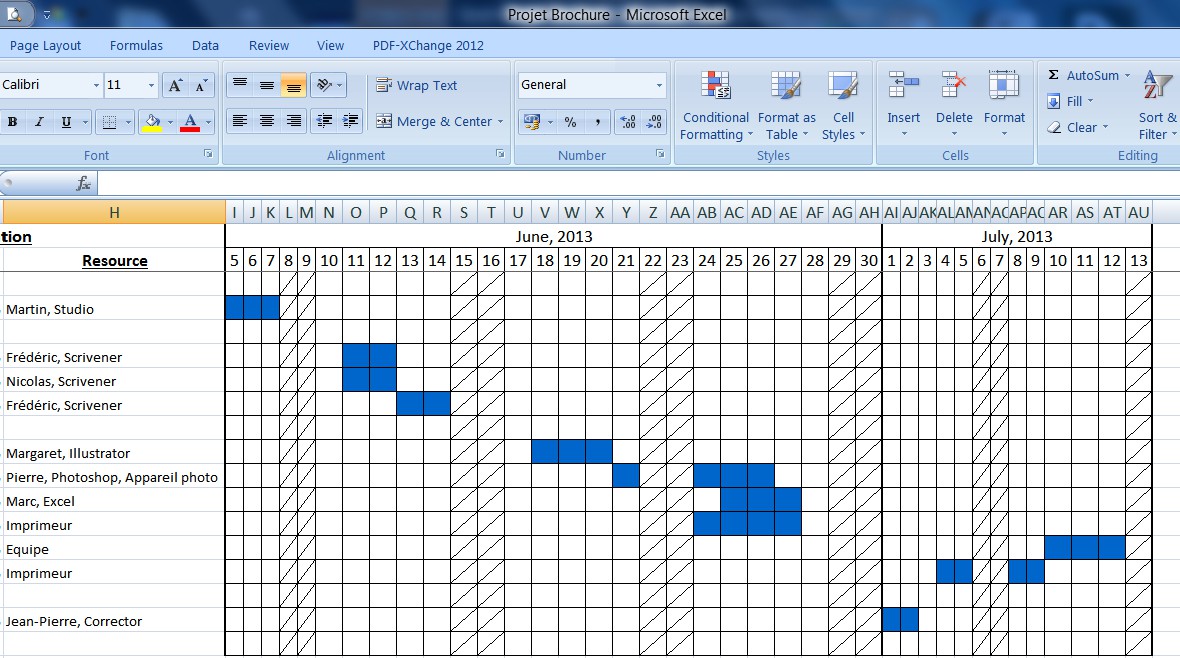 Projet Brochure - Microsoft Excel
Page Layout Formulas Data Review View PDF-XChange 2012
Calibri 11 A A Wrap Text General Conditional Formatting Format as Table Cell Styles Insert Delete Format Σ AutoSum Fill Clear Sort & Filter
B I U A Merge & Center % , .0 .00 .00 .0
Font Alignment Number Styles Cells Editing
fx
H I J K L M N O P Q R S T U V W X Y Z AA AB AC AD AE AF AG AH AI AJ AK AL AN AR AS AT AU
tion June, 2013 July, 2013
Resource 5 6 7 8 9 10 11 12 13 14 15 16 17 18 19 20 21 22 23 24 25 26 27 28 29 30 1 2 3 4 5 6 7 8 9 10 11 12 13
Martin, Studio
Frédéric, Scrivener
Nicolas, Scrivener
Frédéric, Scrivener
Margaret, Illustrator
Pierre, Photoshop, Appareil photo
Marc, Excel
Imprimeur
Equipe
Imprimeur
Jean-Pierre, Corrector